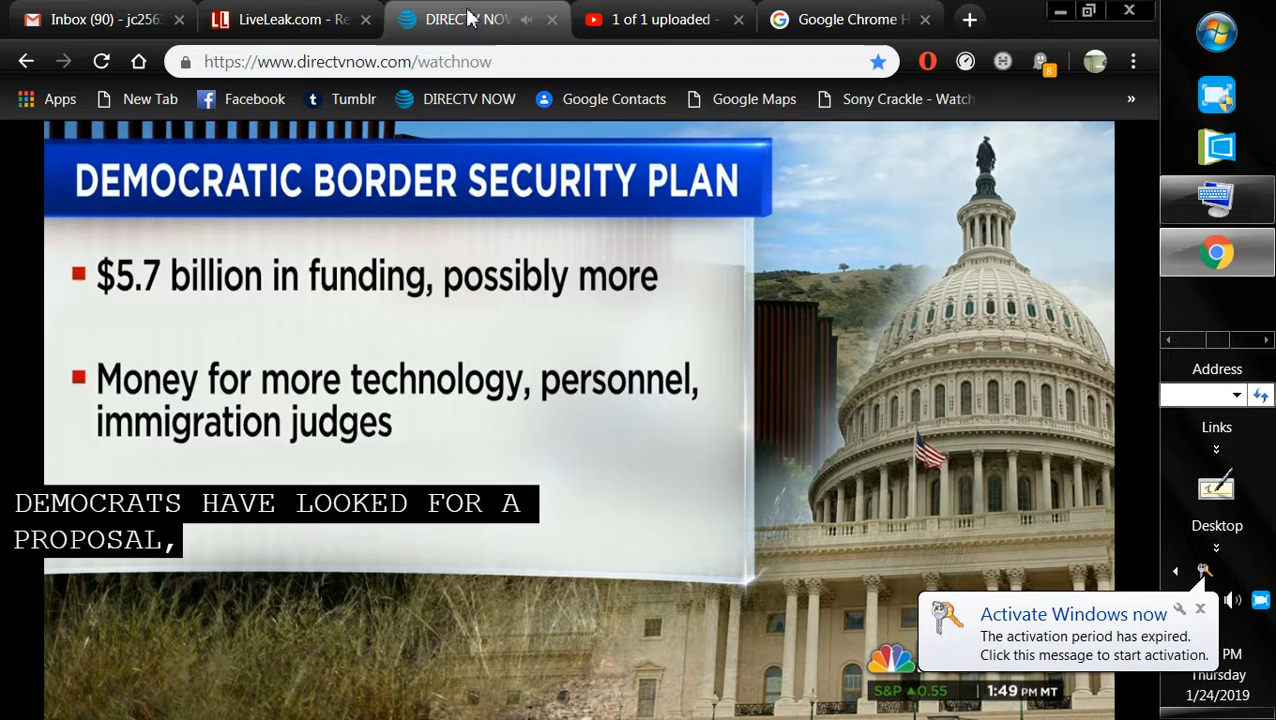 Inbox (90) - jc256
LiveLeak.com - Re
DIRECTV NOW
1 of 1 uploaded -
Google Chrome H
https://www.directvnow.com/watchnow
8
Apps
New Tab
Facebook
Tumblr
DIRECTV NOW
Google Contacts
Google Maps
Sony Crackle - Watch
»
DEMOCRATIC BORDER SECURITY PLAN
$5.7 billion in funding, possibly more
Money for more technology, personnel,
immigration judges
DEMOCRATS HAVE LOOKED FOR A
PROPOSAL,
S&P ▲0.55 | 1:49 PM MT
Address
Links
Desktop
Activate Windows now
The activation period has expired.
Click this message to start activation.
PM
Thursday
1/24/2019